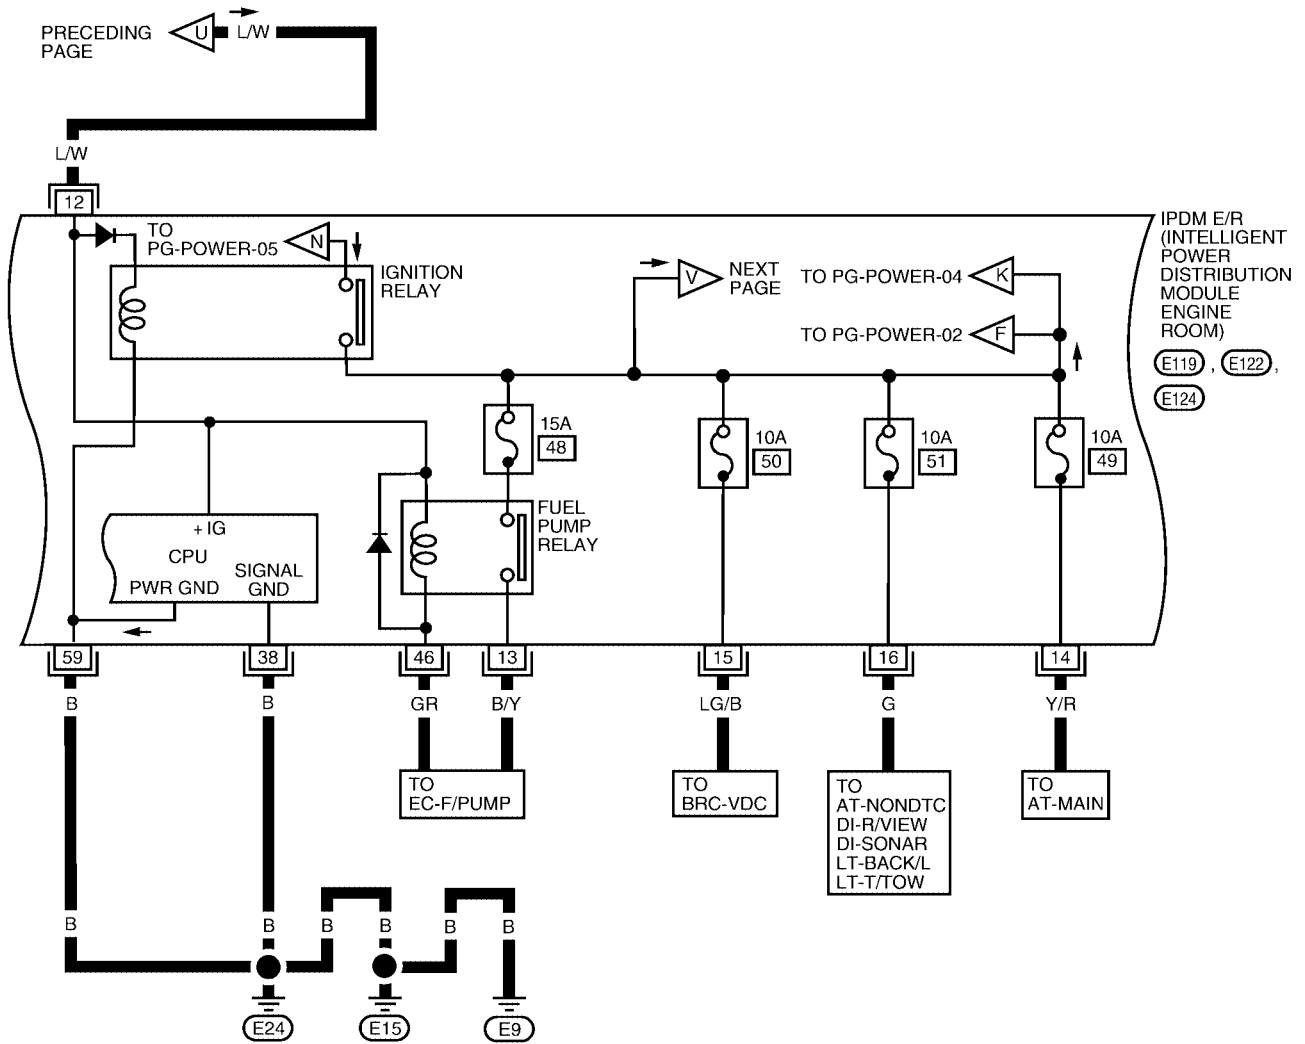 PRECEDING
PAGE
U
L/W
L/W
12
TO
PG-POWER-05
N
IGNITION
RELAY
V
NEXT
PAGE
TO PG-POWER-04
K
TO PG-POWER-02
F
IPDM E/R
(INTELLIGENT
POWER
DISTRIBUTION
MODULE
ENGINE
ROOM)
E119 , E122 ,
E124
15A
48
10A
50
10A
51
10A
49
FUEL
PUMP
RELAY
+ IG
CPU
PWR GND
SIGNAL
GND
59
38
46
13
15
16
14
B
B
GR
B/Y
LG/B
G
Y/R
TO
EC-F/PUMP
TO
BRC-VDC
TO
AT-NONDTC
DI-R/VIEW
DI-SONAR
LT-BACK/L
LT-T/TOW
TO
AT-MAIN
B
B
B
B
B
B
E24
E15
E9